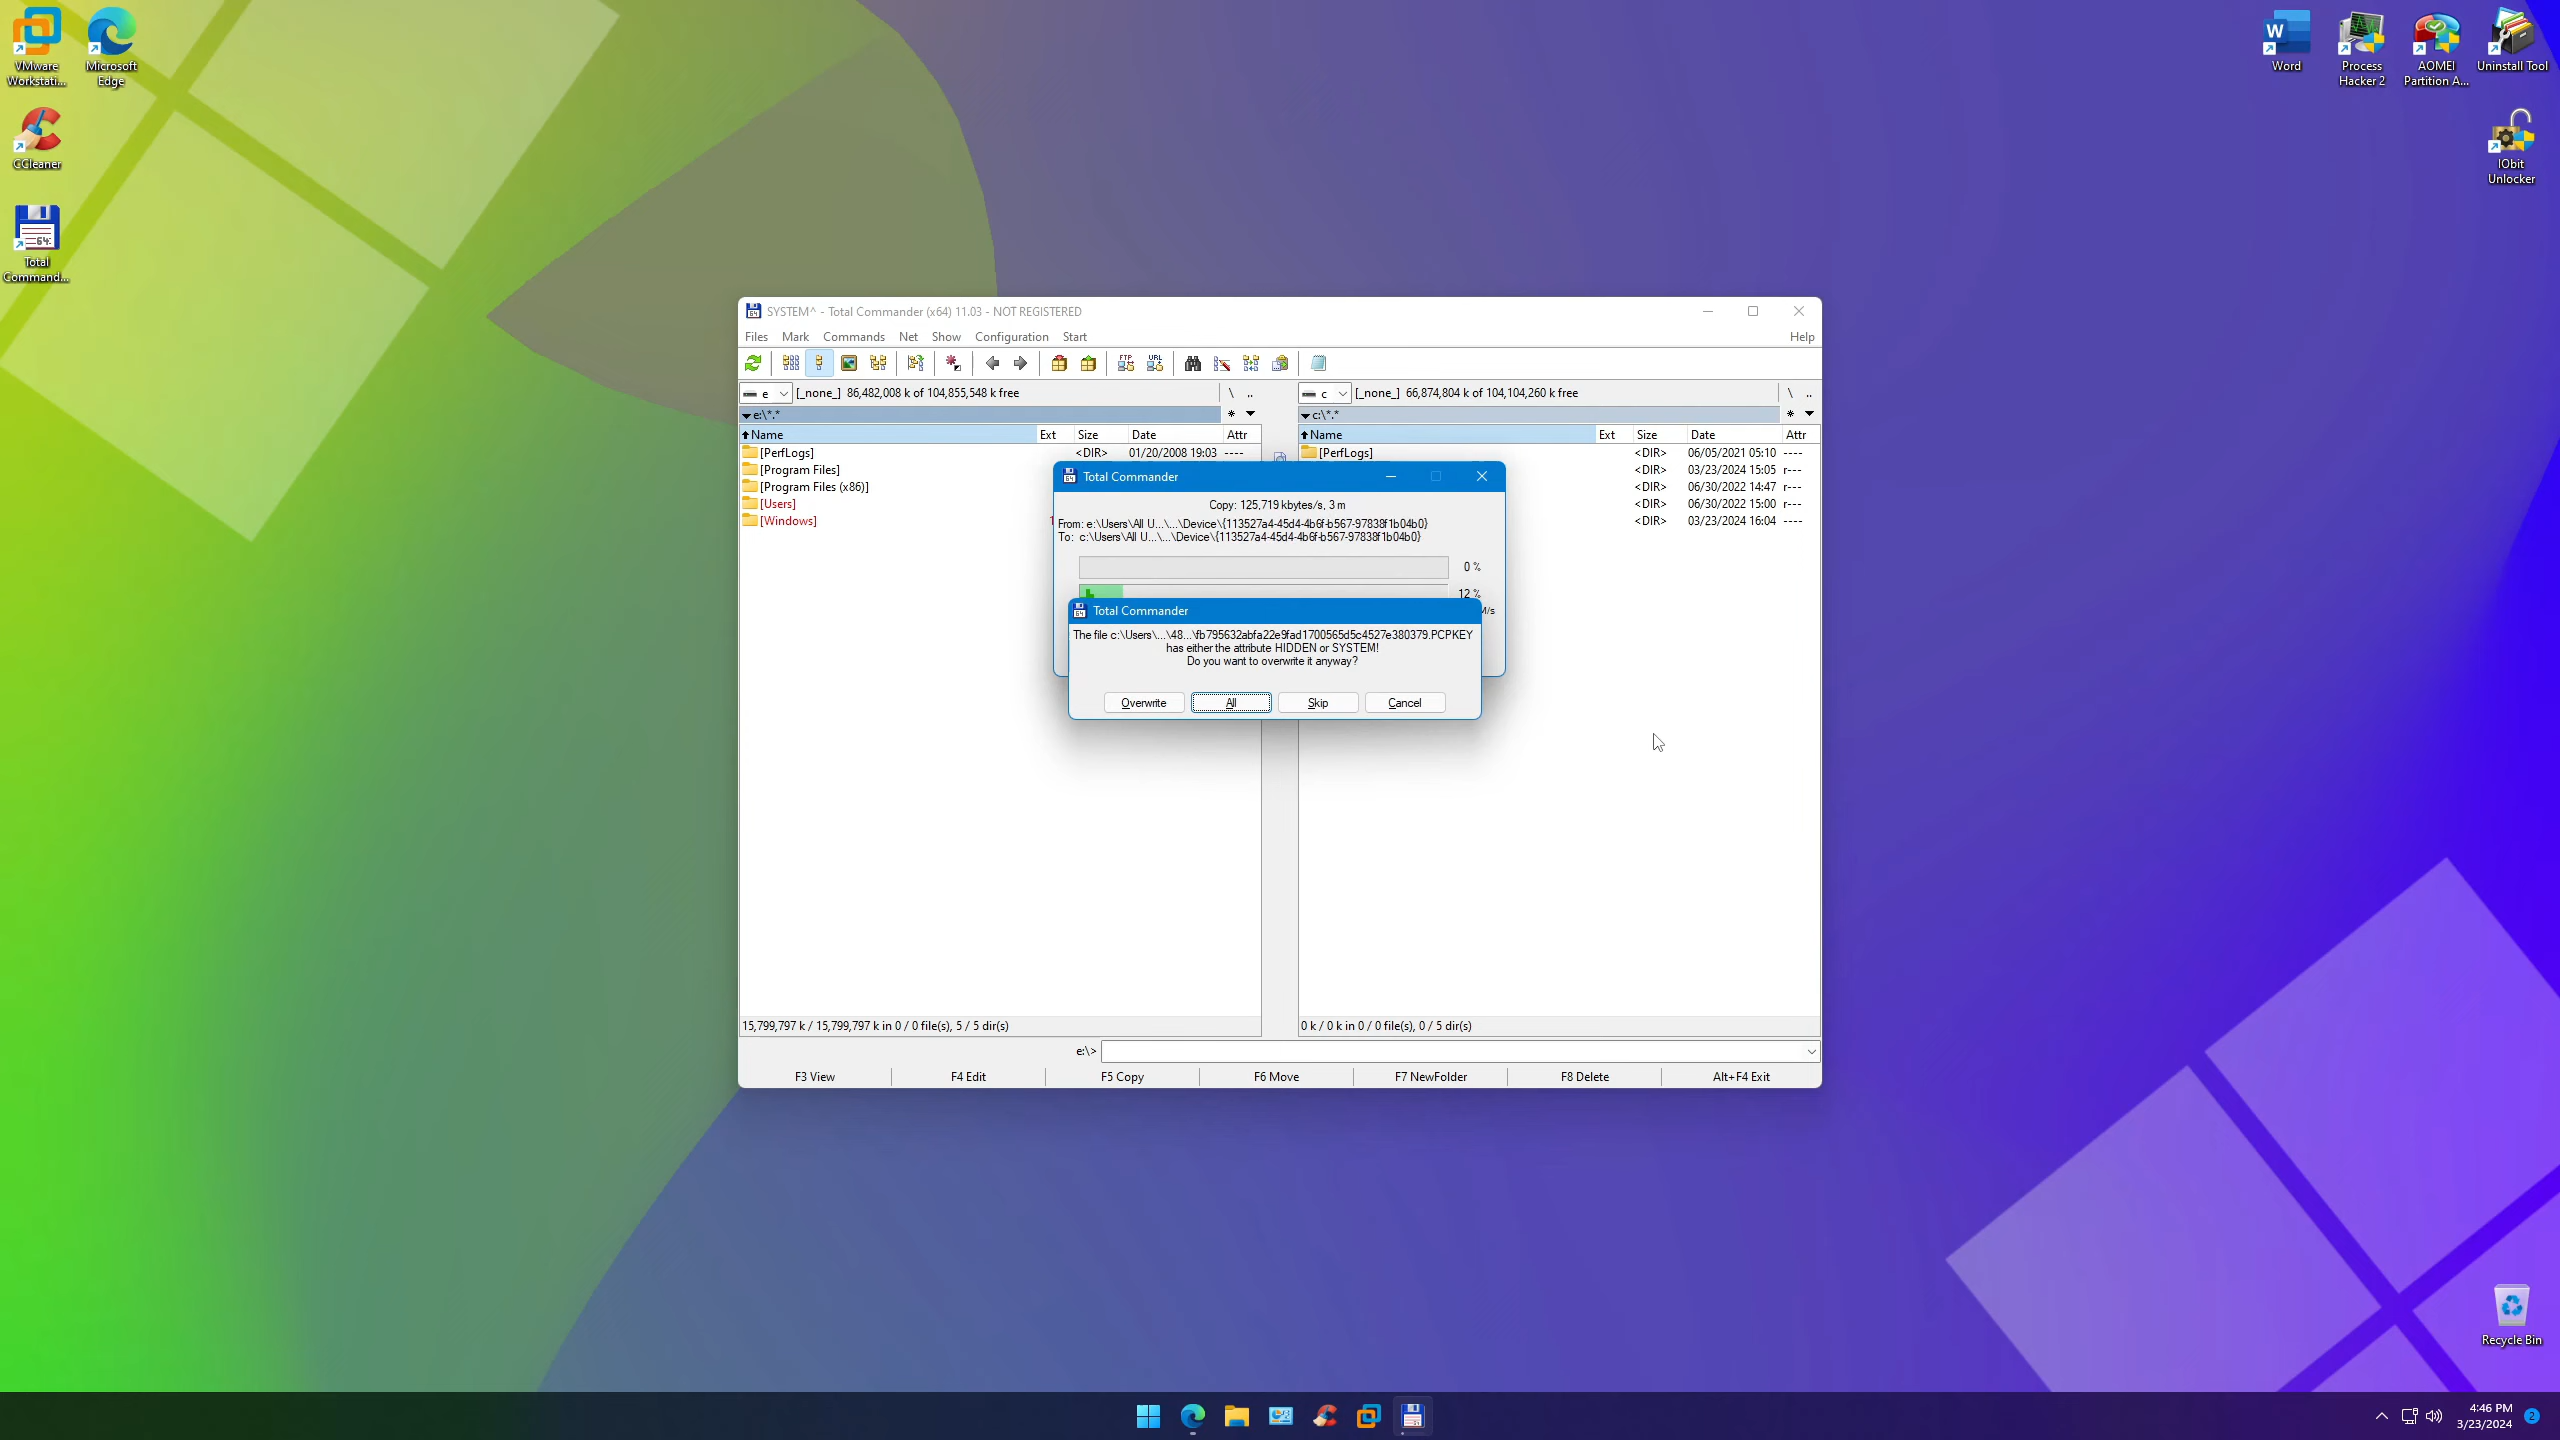 VMware
Workstati...
Microsoft
Edge
CCleaner
64
Total
Command...
Word
Process
Hacker 2
AOMEI
Partition A...
Uninstall Tool
IObit
Unlocker
SYSTEM^ - Total Commander (x64) 11.03 - NOT REGISTERED
Files Mark Commands Net Show Configuration Start Help
FTP URL
e [_none_] 86,482,008 k of 104,855,548 k free \ ..
c [_none_] 66,874,804 k of 104,104,260 k free \ ..
e:\*.* *
c:\*.* *
Name Ext Size Date Attr
[PerfLogs] <DIR> 01/20/2008 19:03 ----
[Program Files]
[Program Files (x86)]
[Users]
[Windows] 1
Name Ext Size Date Attr
[PerfLogs] <DIR> 06/05/2021 05:10 ----
<DIR> 03/23/2024 15:05 r---
<DIR> 06/30/2022 14:47 r---
<DIR> 06/30/2022 15:00 r---
<DIR> 03/23/2024 16:04 ----
Total Commander
Copy: 125,719 kbytes/s, 3 m
From: e:\Users\All U...\...\Device\{113527a4-45d4-4b6f-b567-97838f1b04b0}
To: c:\Users\All U...\...\Device\{113527a4-45d4-4b6f-b567-97838f1b04b0}
0 %
12 %
M/s
Total Commander
The file c:\Users\...\48...\fb795632abfa22e9fad1700565d5c4527e380379.PCPKEY
has either the attribute HIDDEN or SYSTEM!
Do you want to overwrite it anyway?
Overwrite All Skip Cancel
15,799,797 k / 15,799,797 k in 0 / 0 file(s), 5 / 5 dir(s)
0 k / 0 k in 0 / 0 file(s), 0 / 5 dir(s)
e:\>
F3 View F4 Edit F5 Copy F6 Move F7 NewFolder F8 Delete Alt+F4 Exit
Recycle Bin
4:46 PM
3/23/2024
2